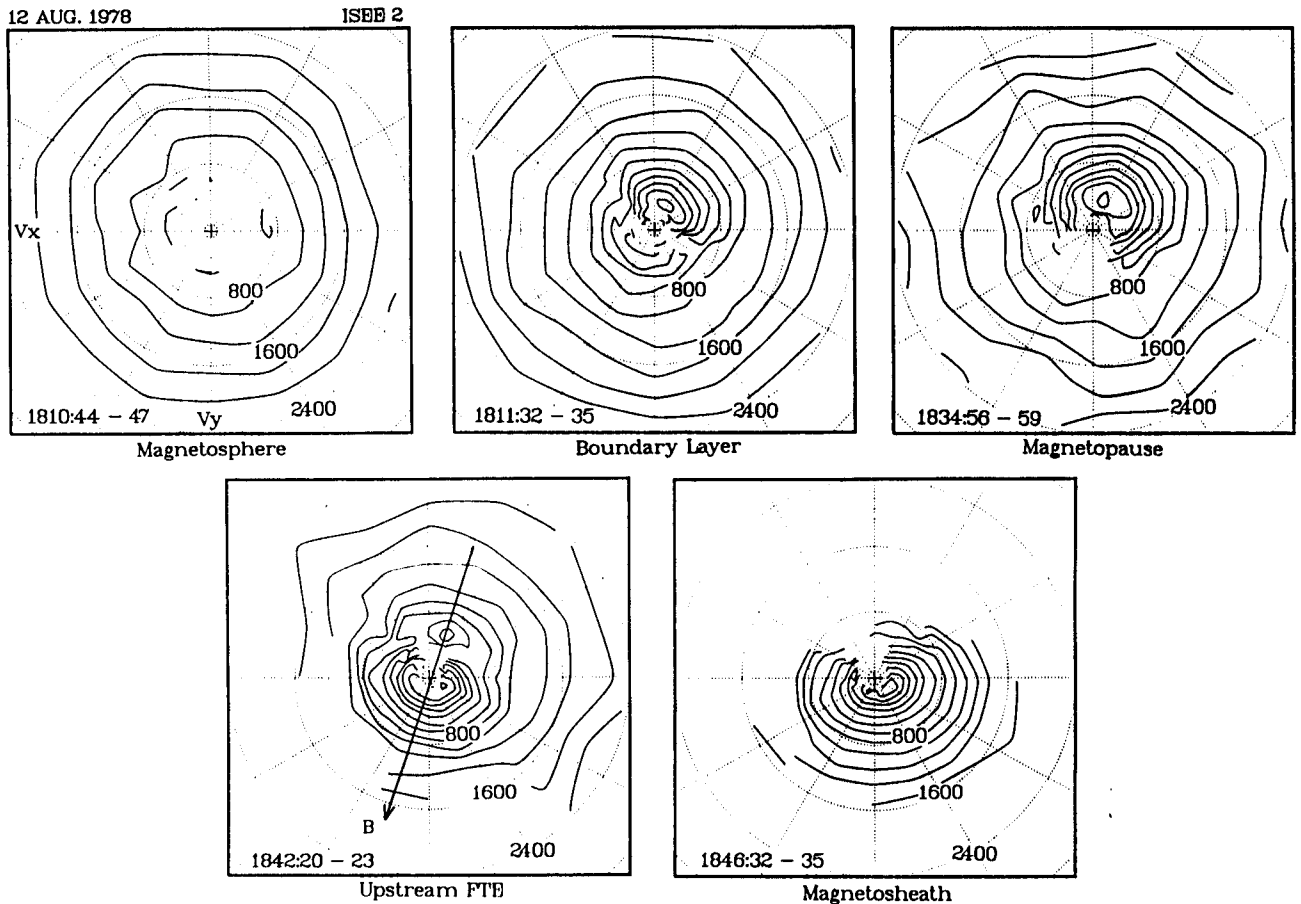 12 AUG. 1978 ISEE 2
Vx
800
1600
2400
1810:44 - 47 Vy
Magnetosphere
800
1600
2400
1811:32 - 35
Boundary Layer
800
1600
2400
1834:56 - 59
Magnetopause
800
1600
B
2400
1842:20 - 23
Upstream FTE
800
1600
2400
1846:32 - 35
Magnetosheath